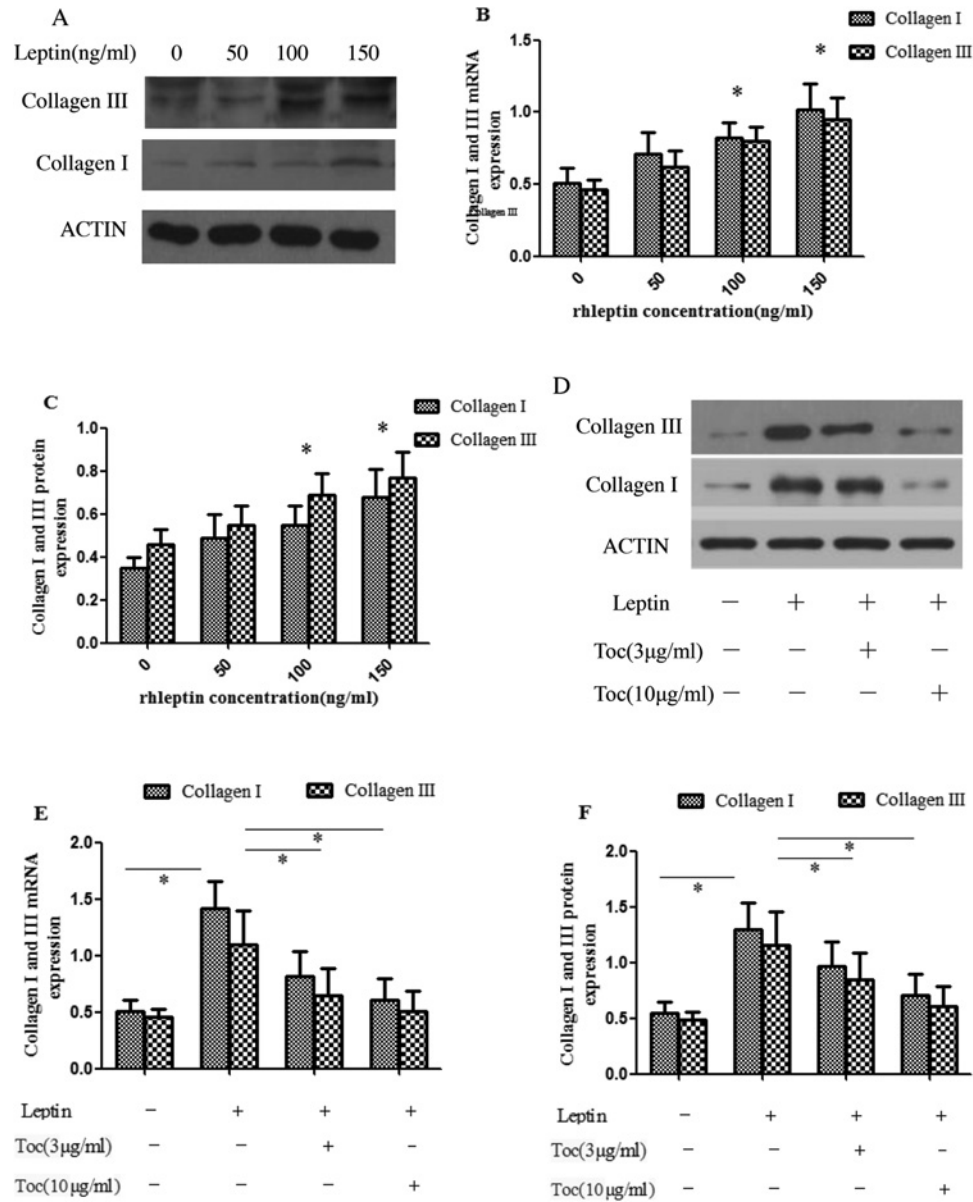 A
Leptin(ng/ml) 0 50 100 150
Collagen III
Collagen I
ACTIN
B
Collagen I
Collagen III
Collagen I and III mRNA
expression
Collagen III
1.5
1.0
0.5
0.0
*
*
0 50 100 150
rhleptin concentration(ng/ml)
C
Collagen I
Collagen III
Collagen I and III protein
expression
1.0
0.8
0.6
0.4
0.2
0.0
*
*
0 50 100 150
rhleptin concentration(ng/ml)
D
Collagen III
Collagen I
ACTIN
Leptin − + + +
Toc(3μg/ml) − − + −
Toc(10μg/ml) − − − +
E
Collagen I Collagen III
Collagen I and III mRNA
expression
2.0
1.5
1.0
0.5
0.0
*
*
*
Leptin − + + +
Toc(3μg/ml) − − + −
Toc(10μg/ml) − − − +
F
Collagen I Collagen III
Collagen I and III protein
expression
2.0
1.5
1.0
0.5
0.0
*
*
*
Leptin − + + +
Toc(3μg/ml) − − + −
Toc(10μg/ml) − − − +